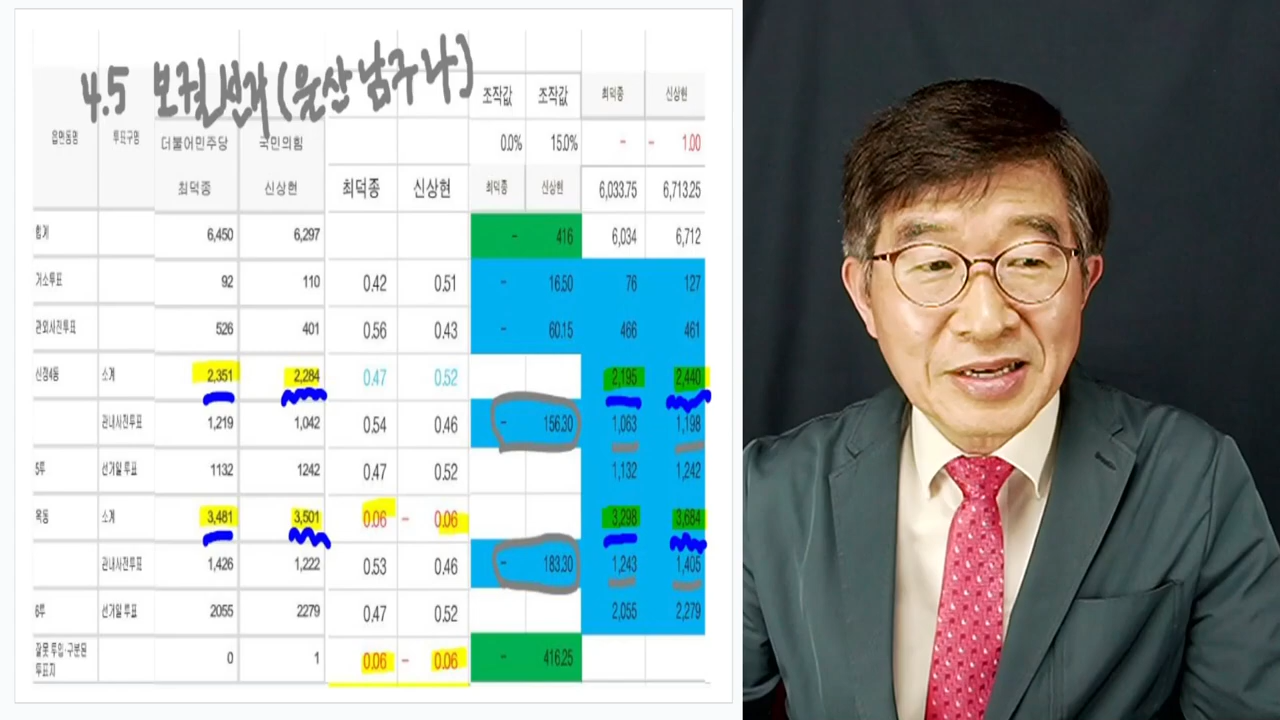 4.5 보궐선거 (울산 남구 나)
조작값 조작값 최덕종 신상현
읍면동명 투표구명 더불어민주당 국민의힘 0.0% 15.0% - - 1.00
최덕종 신상현 최덕종 신상현 최덕종 신상현 6,033.75 6,713.25
합계 6,450 6,297 - 416 6,034 6,712
거소투표 92 110 0.42 0.51 - 16.50 76 127
관외사전투표 526 401 0.56 0.43 - 60.15 466 461
신정4동 소계 2,351 2,284 0.47 0.52 2,195 2,440
관내사전투표 1,219 1,042 0.54 0.46 - 156.30 1,063 1,198
5투 선거일 투표 1132 1242 0.47 0.52 1,132 1,242
옥동 소계 3,481 3,501 0.06 - 0.06 3,298 3,684
관내사전투표 1,426 1,222 0.53 0.46 - 183.30 1,243 1,405
6투 선거일 투표 2055 2279 0.47 0.52 2,055 2,279
잘못 투입·구분된
투표지 0 1 0.06 - 0.06 - 416.25